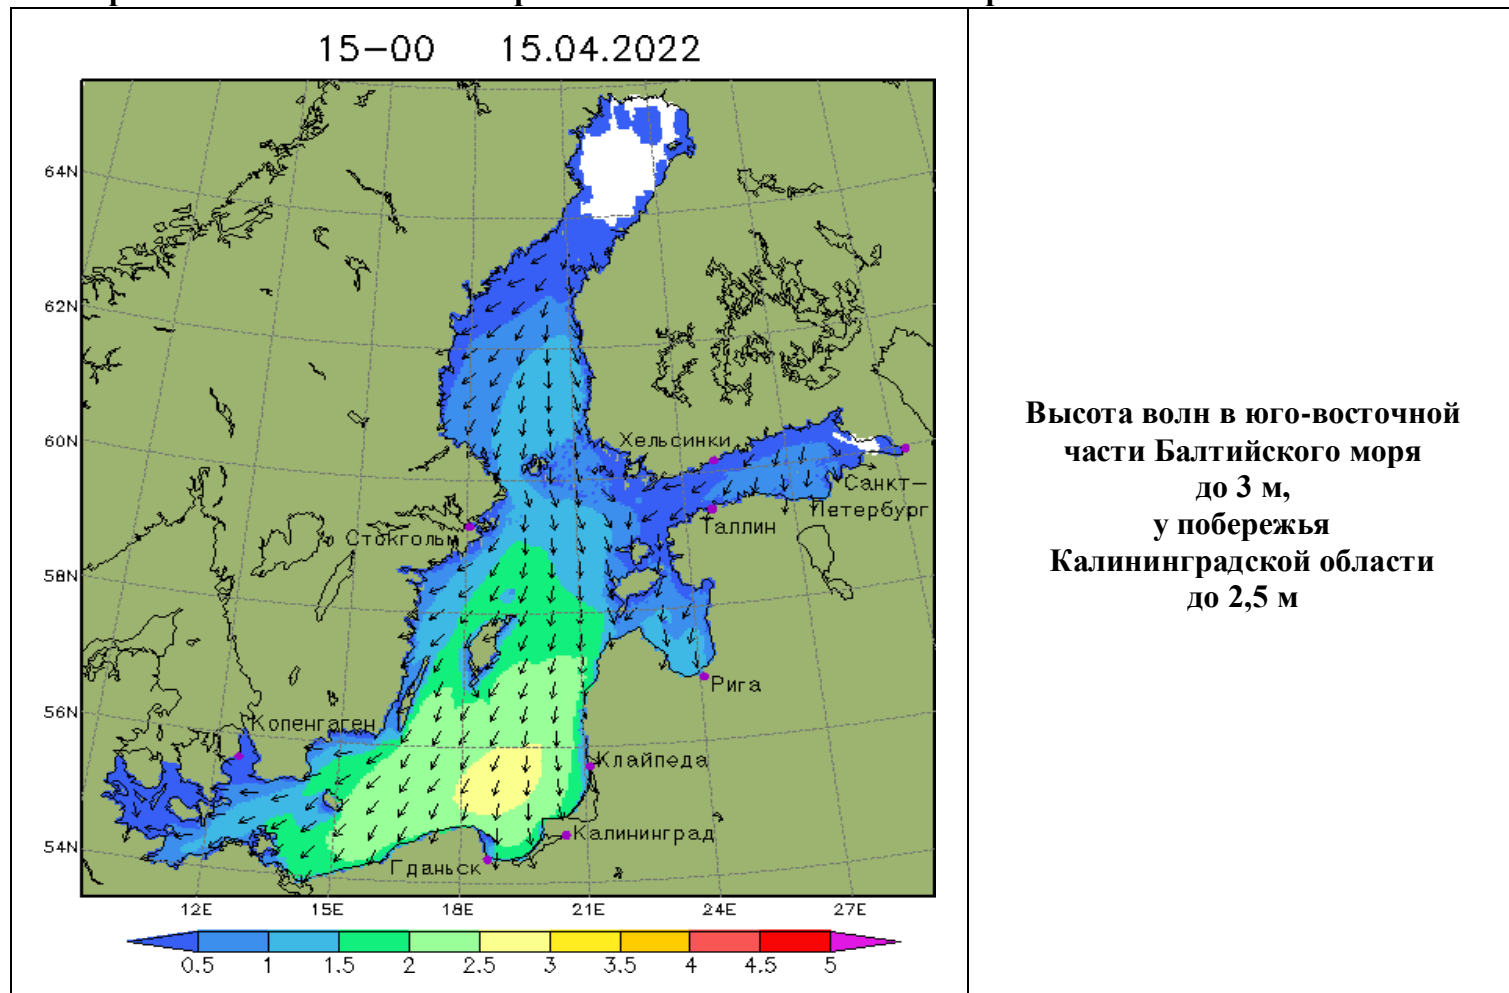 15-00 15.04.2022
64N
62N
60N
58N
56N
54N
Хельсинки
Санкт-
Петербург
Таллин
Стокгольм
Рига
Копенгаген
Клайпеда
Калининград
Гданьск
12E 15E 18E 21E 24E 27E
0.5 1 1.5 2 2.5 3 3.5 4 4.5 5
Высота волн в юго-восточной
части Балтийского моря
до 3 м,
у побережья
Калининградской области
до 2,5 м